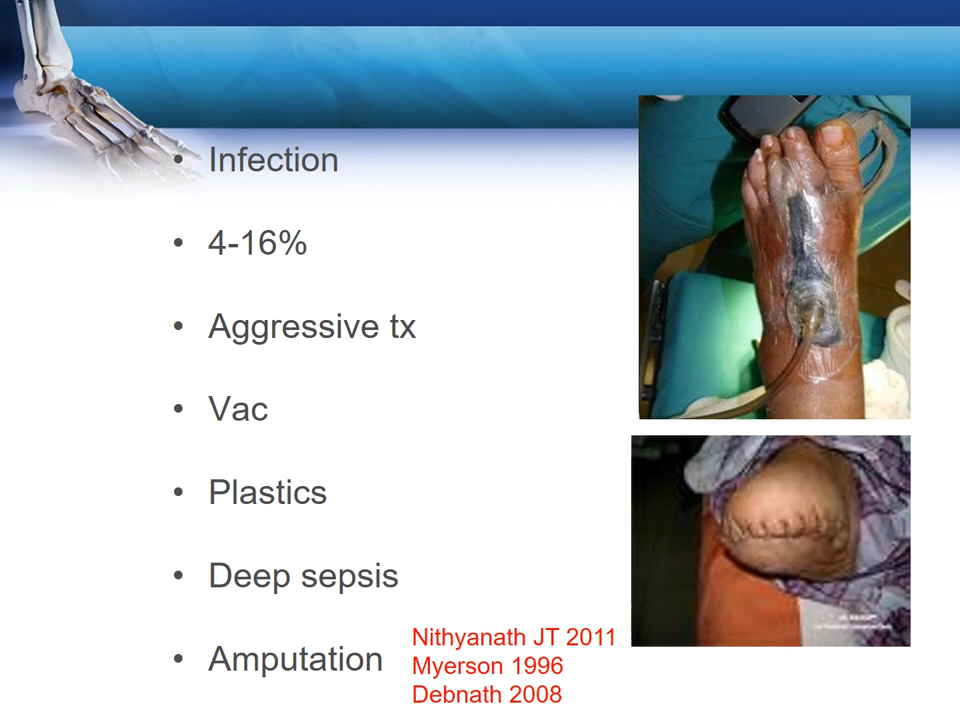 • Infection
• 4-16%
• Aggressive tx
• Vac
• Plastics
• Deep sepsis
• Amputation
Nithyanath JT 2011
Myerson 1996
Debnath 2008